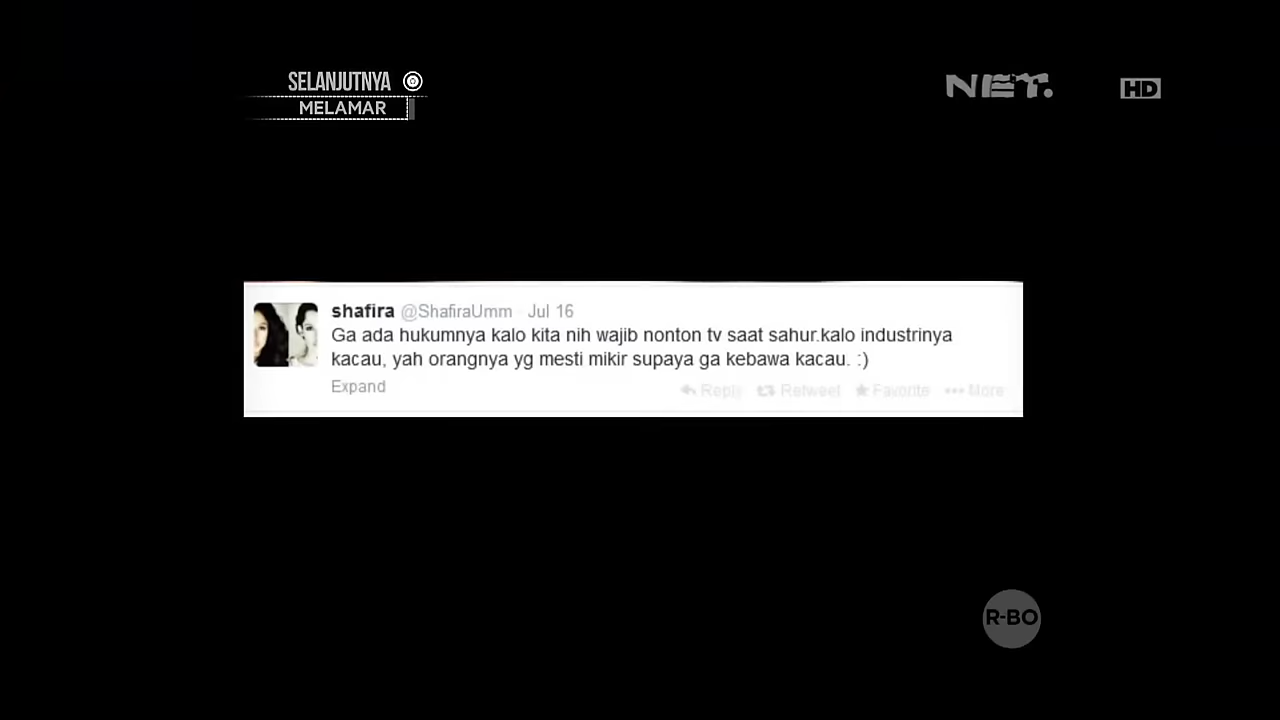 SELANJUTNYA
MELAMAR
NET.
HD
shafira @ShafiraUmm · Jul 16
Ga ada hukumnya kalo kita nih wajib nonton tv saat sahur.kalo industrinya
kacau, yah orangnya yg mesti mikir supaya ga kebawa kacau. :)
Expand
Reply Retweet Favorite More
R-BO